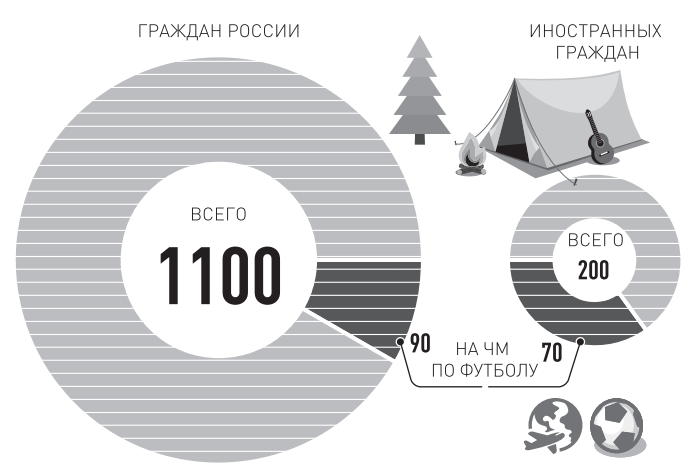 ГРАЖДАН РОССИИ
ИНОСТРАННЫХ
ГРАЖДАН
ВСЕГО
1100
ВСЕГО
200
90
НА ЧМ
ПО ФУТБОЛУ
70